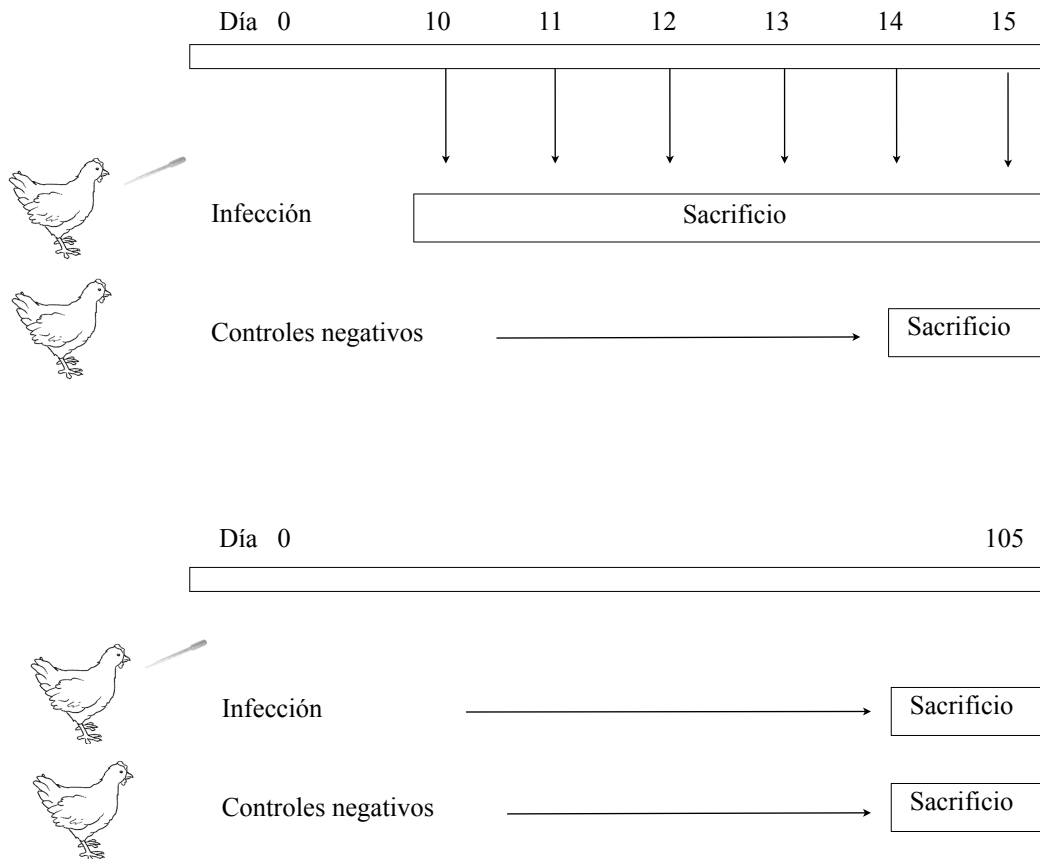 Día 0 10 11 12 13 14 15
Infección Sacrificio
Controles negativos Sacrificio
Día 0 105
Infección Sacrificio
Controles negativos Sacrificio